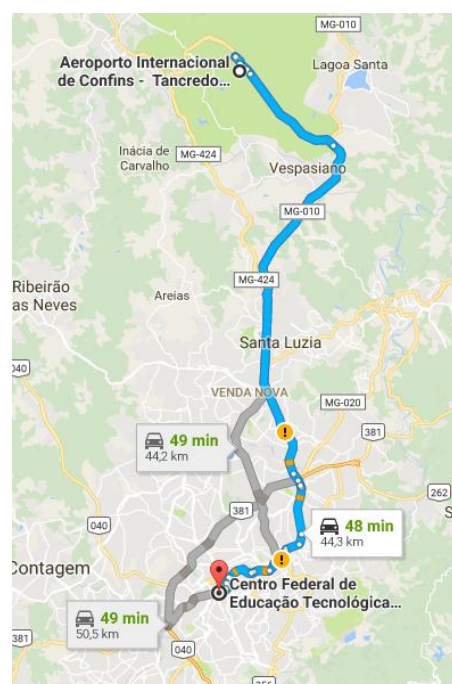 MG-010
Aeroporto Internacional
de Confins - Tancredo...
Lagoa Santa
Inácia de
Carvalho
MG-424
Vespasiano
MG-010
MG-424
Ribeirão
as Neves
Areias
Santa Luzia
040
VENDA NOVA
MG-020
49 min
44,2 km
381
262
381
040
48 min
44,3 km
Contagem
Centro Federal de
Educação Tecnológica...
49 min
50,5 km
381
040